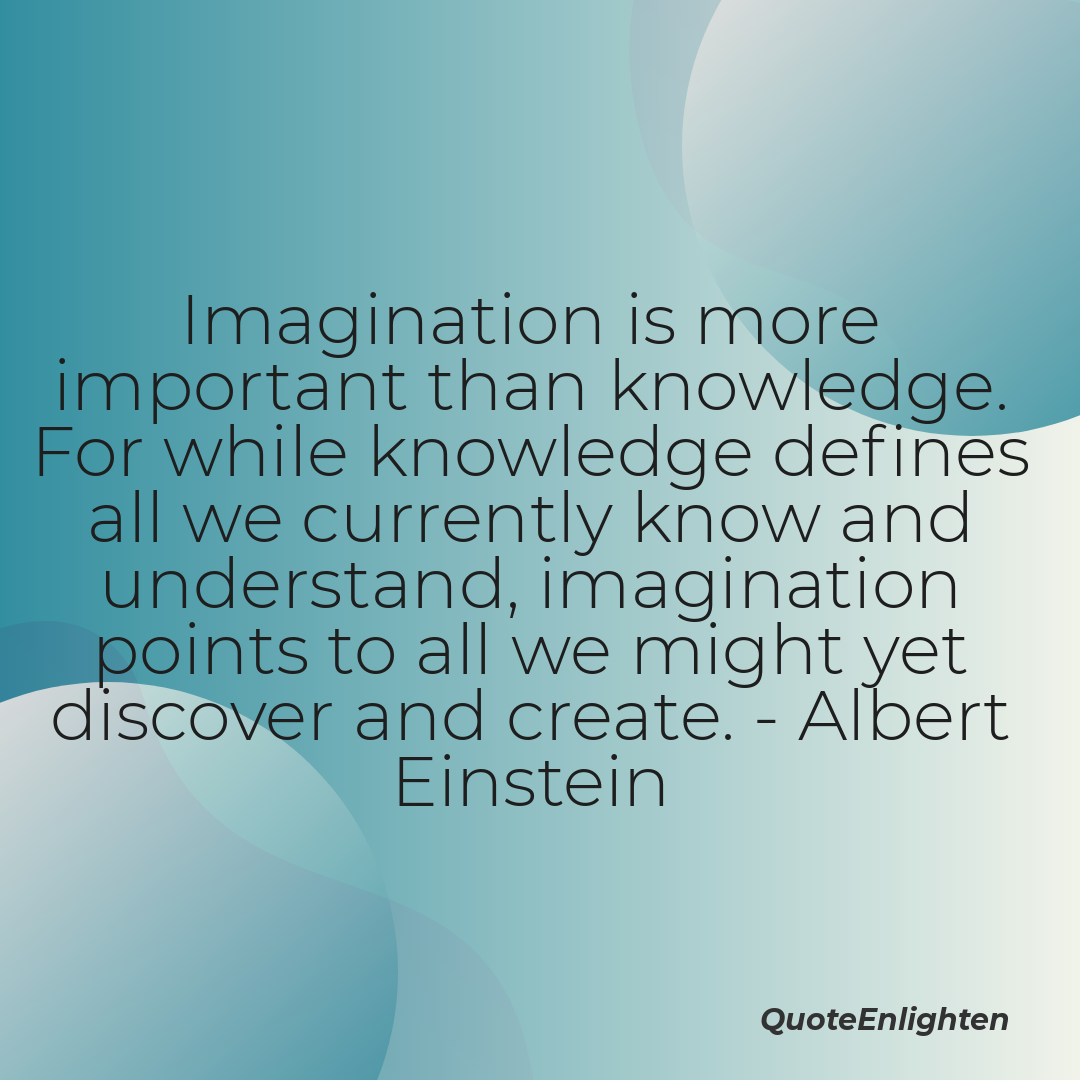 Imagination is more
important than knowledge.
For while knowledge defines
all we currently know and
understand, imagination
points to all we might yet
discover and create. - Albert
Einstein
QuoteEnlighten